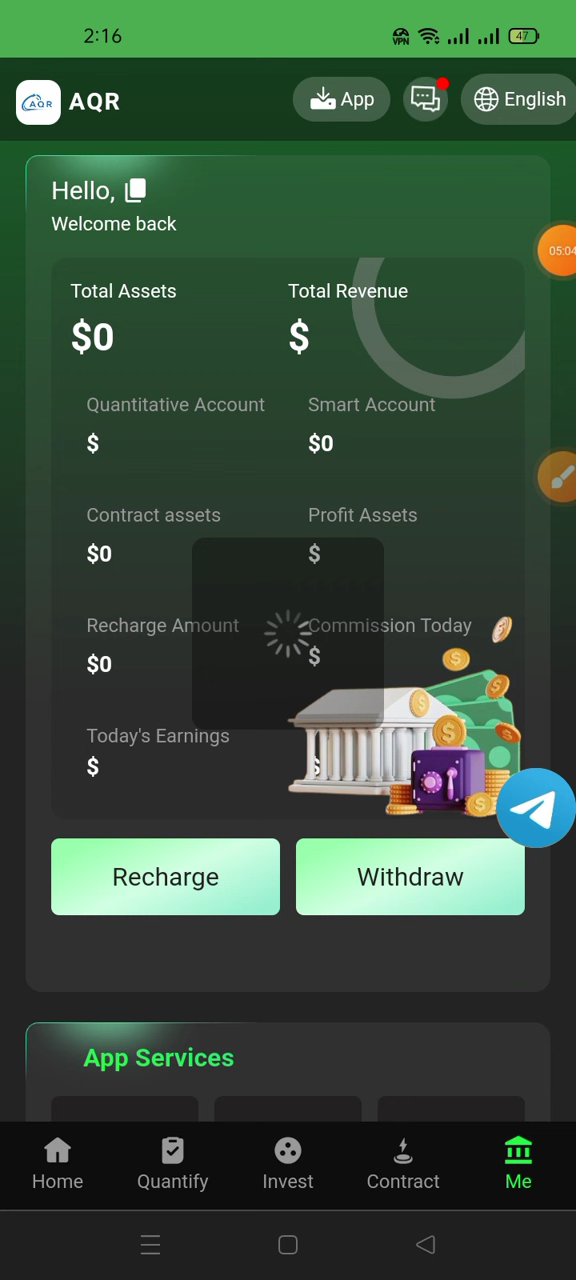 2:16
VPN
47
AQR
AQR
App
English
Hello,
Welcome back
05:04
Total Assets
Total Revenue
$0
$
Quantitative Account
Smart Account
$
$0
Contract assets
Profit Assets
$0
$
Recharge Amount
Commission Today
$0
$
Today's Earnings
$
$
Recharge
Withdraw
App Services
Home
Quantify
Invest
Contract
Me